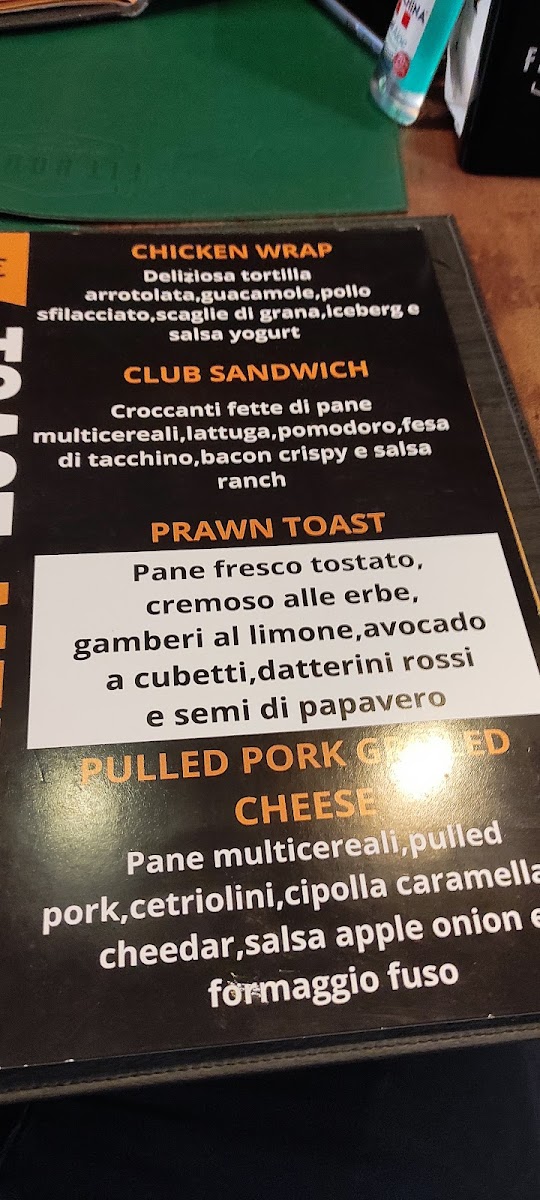 CHICKEN WRAP
Deliziosa tortilla
arrotolata,guacamole,pollo
sfilacciato,scaglie di grana,iceberg e
salsa yogurt
CLUB SANDWICH
Croccanti fette di pane
multicereali,lattuga,pomodoro,fesa
di tacchino,bacon crispy e salsa
ranch
PRAWN TOAST
Pane fresco tostato,
cremoso alle erbe,
gamberi al limone,avocado
a cubetti,datterini rossi
e semi di papavero
PULLED PORK GRILLED
CHEESE
Pane multicereali,pulled
pork,cetriolini,cipolla caramella
cheedar,salsa apple onion e
formaggio fuso